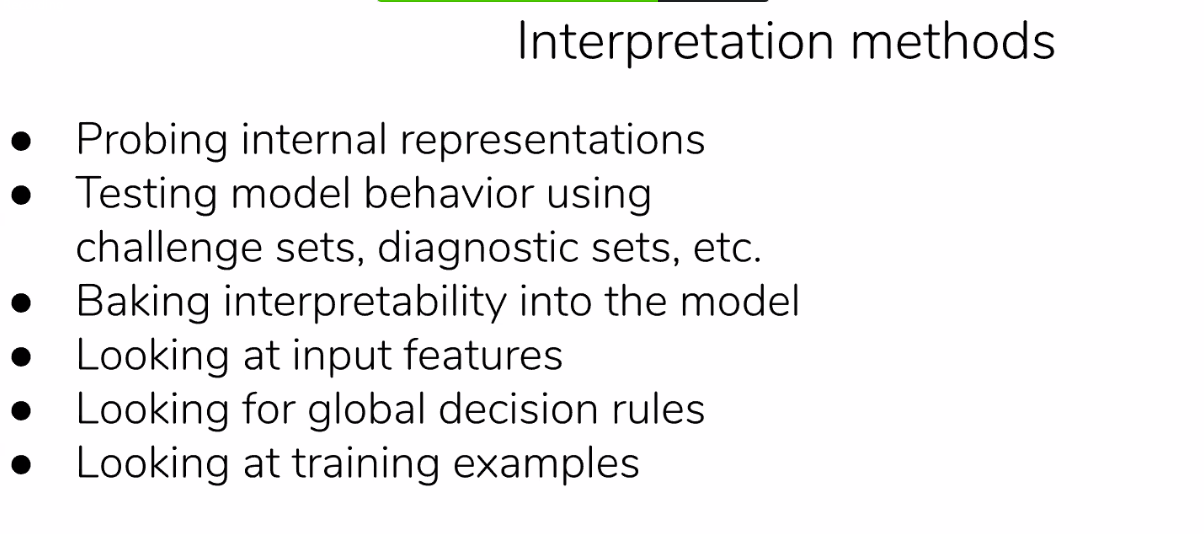 Interpretation methods
● Probing internal representations
● Testing model behavior using
challenge sets, diagnostic sets, etc.
● Baking interpretability into the model
● Looking at input features
● Looking for global decision rules
● Looking at training examples